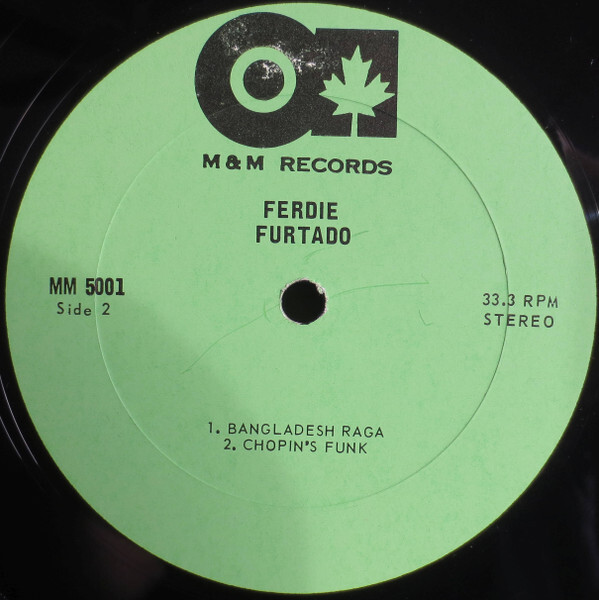 M & M RECORDS
FERDIE
FURTADO
MM 5001
Side 2
33.3 RPM
STEREO
1. BANGLADESH RAGA
2. CHOPIN'S FUNK